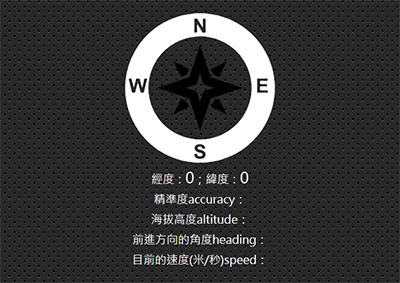 N
W E
S
經度：0；緯度：0
精準度accuracy：
海拔高度altitude：
前進方向的角度heading：
目前的速度(米/秒)speed：